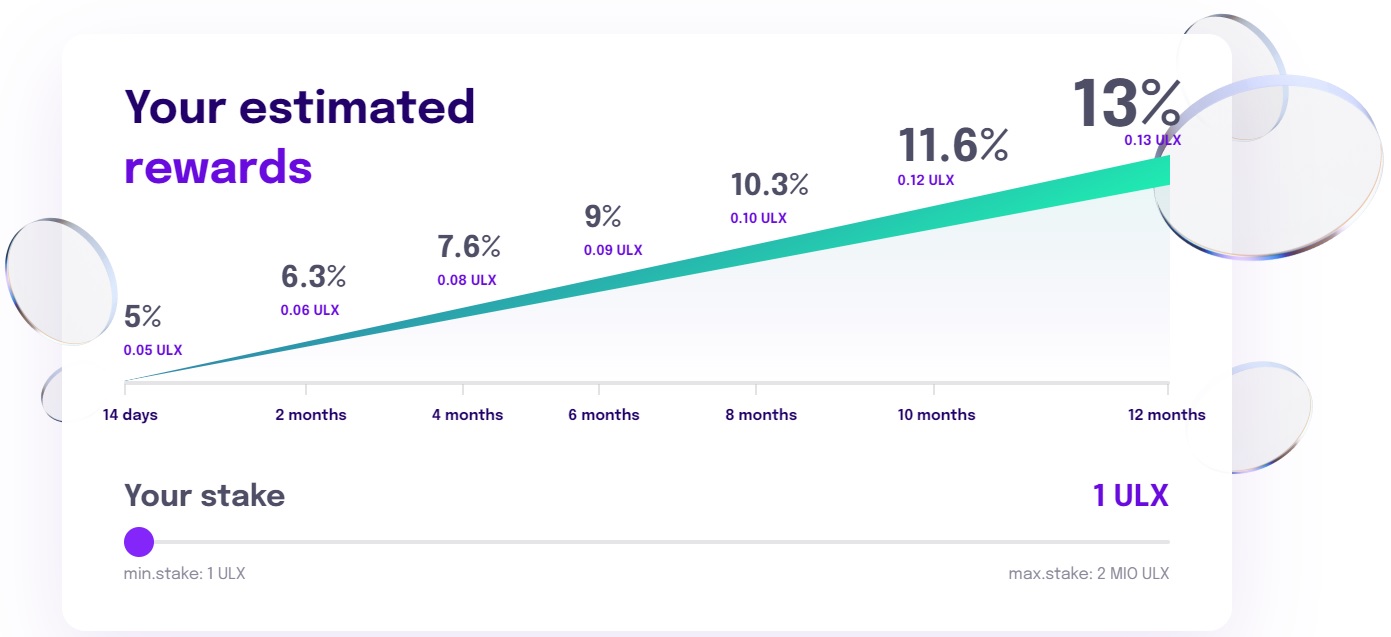 Your estimated
rewards
5%
0.05 ULX
6.3%
0.06 ULX
7.6%
0.08 ULX
9%
0.09 ULX
10.3%
0.10 ULX
11.6%
0.12 ULX
13%
0.13 ULX
14 days 2 months 4 months 6 months 8 months 10 months 12 months
Your stake 1 ULX
min.stake: 1 ULX max.stake: 2 MIO ULX